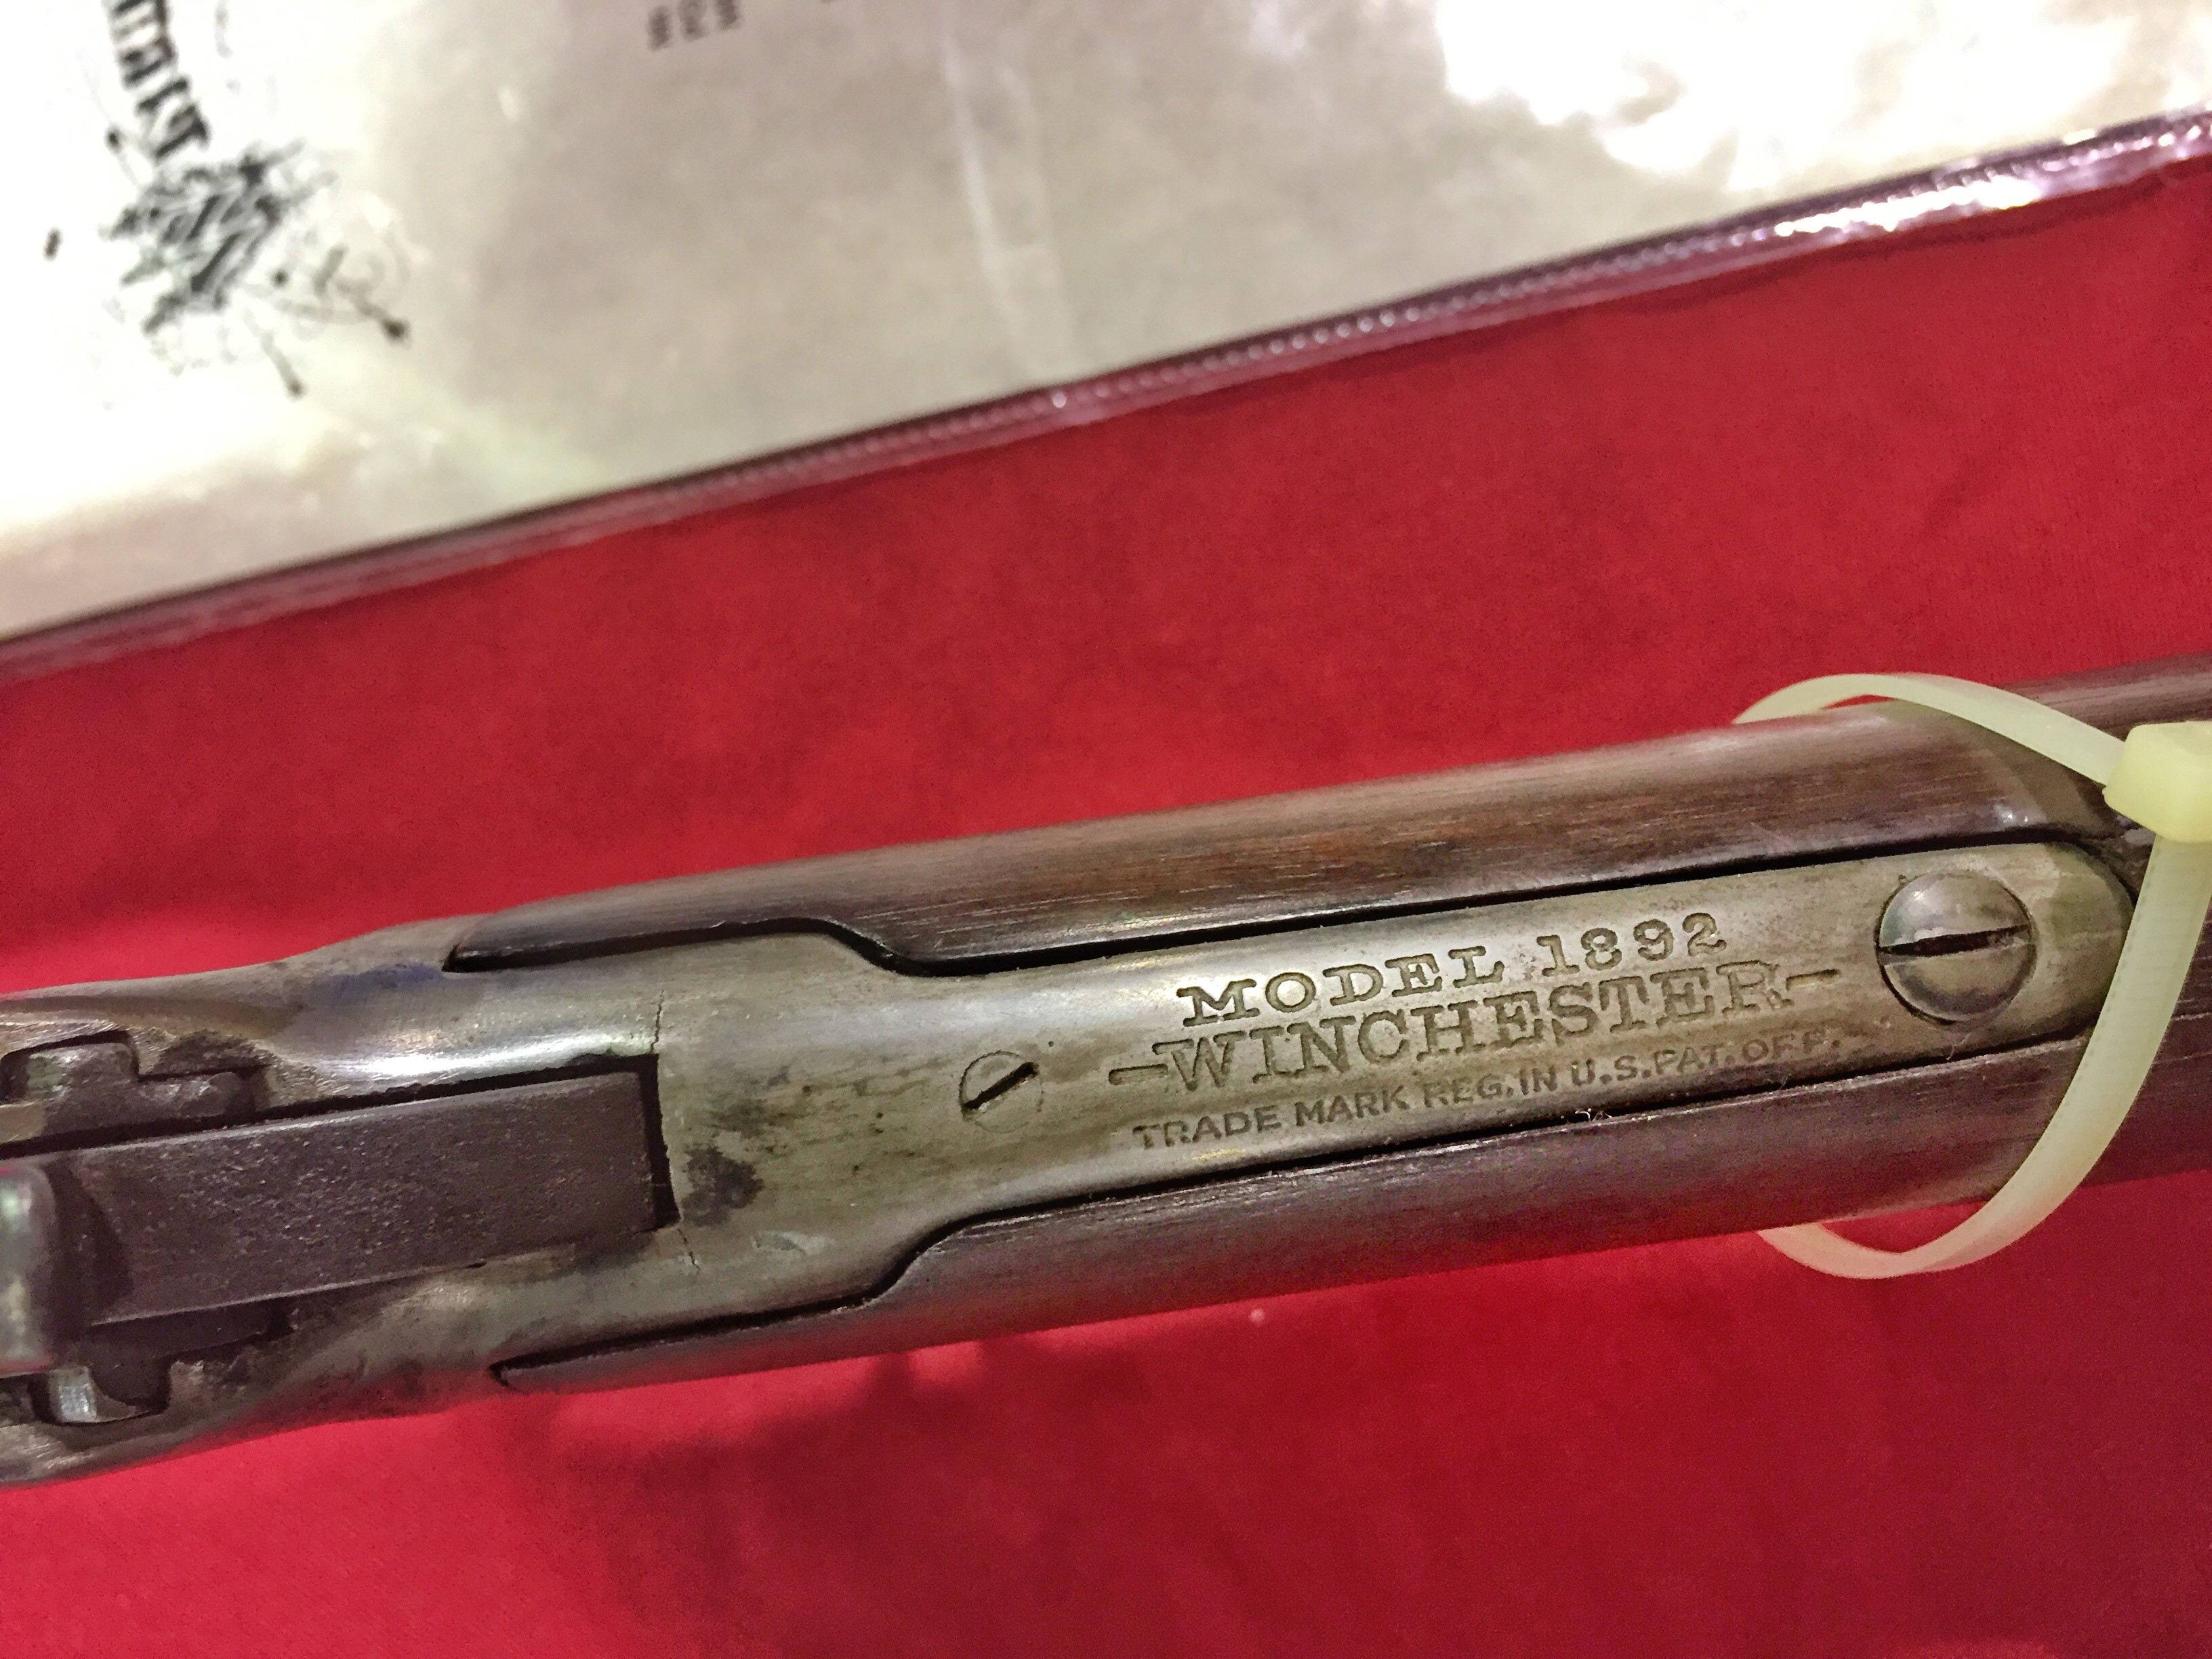 MODEL 1892
-WINCHESTER-
TRADE MARK REG. IN U.S. PAT. OFF.